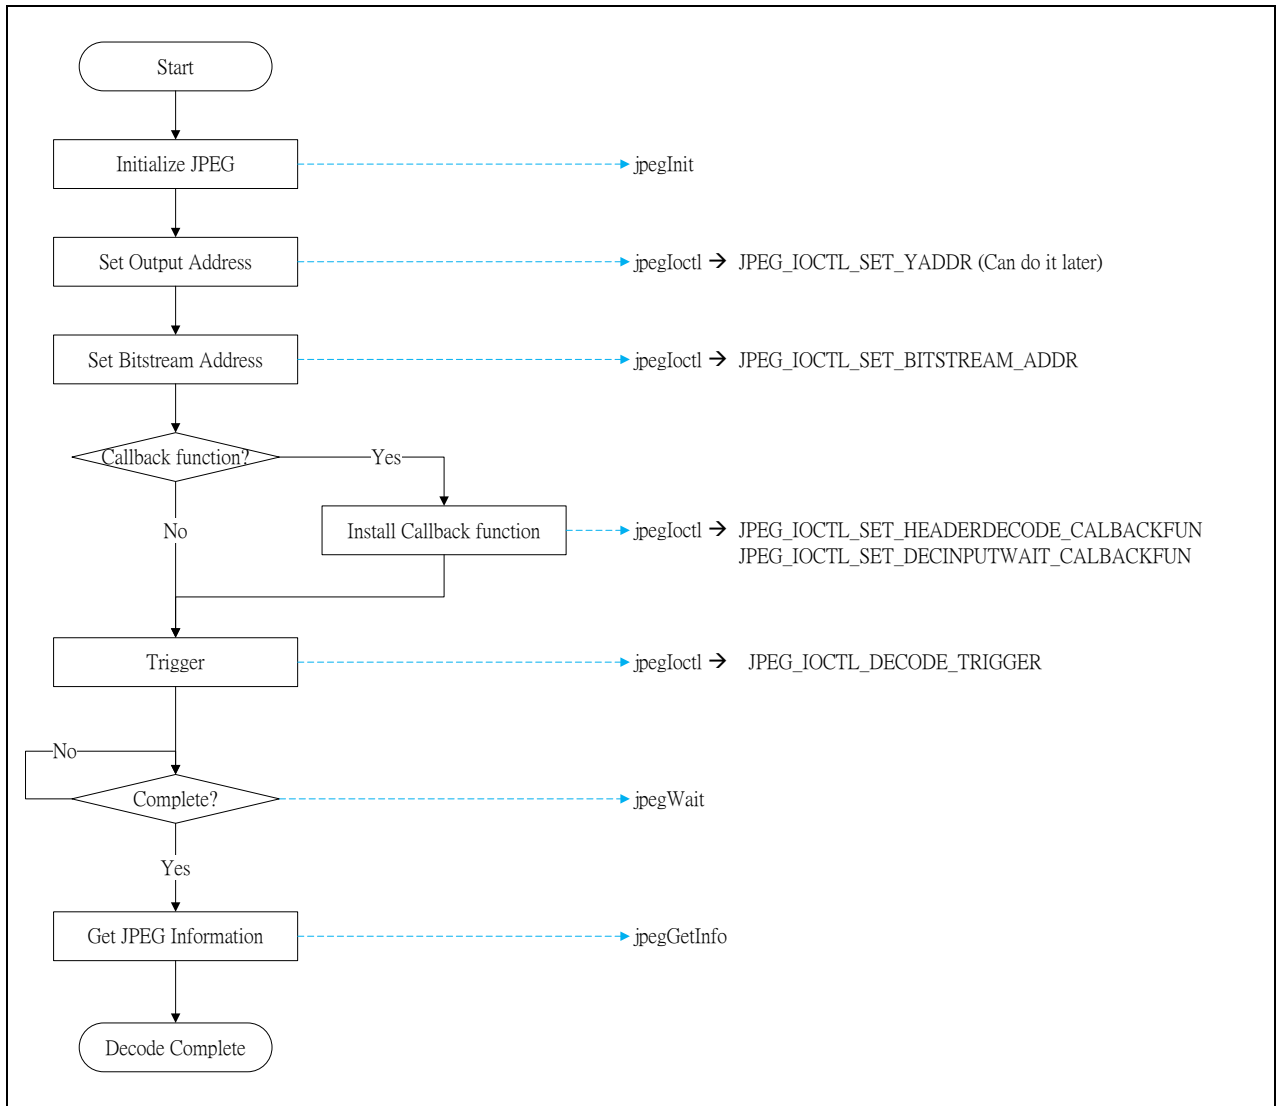 Start
Initialize JPEG
jpegInit
Set Output Address
jpegIoctl → JPEG_IOCTL_SET_YADDR (Can do it later)
Set Bitstream Address
jpegIoctl → JPEG_IOCTL_SET_BITSTREAM_ADDR
Callback function?
Yes
No
Install Callback function
jpegIoctl → JPEG_IOCTL_SET_HEADERDECODE_CALBACKFUN
JPEG_IOCTL_SET_DECINPUTWAIT_CALBACKFUN
Trigger
jpegIoctl → JPEG_IOCTL_DECODE_TRIGGER
No
Complete?
jpegWait
Yes
Get JPEG Information
jpegGetInfo
Decode Complete